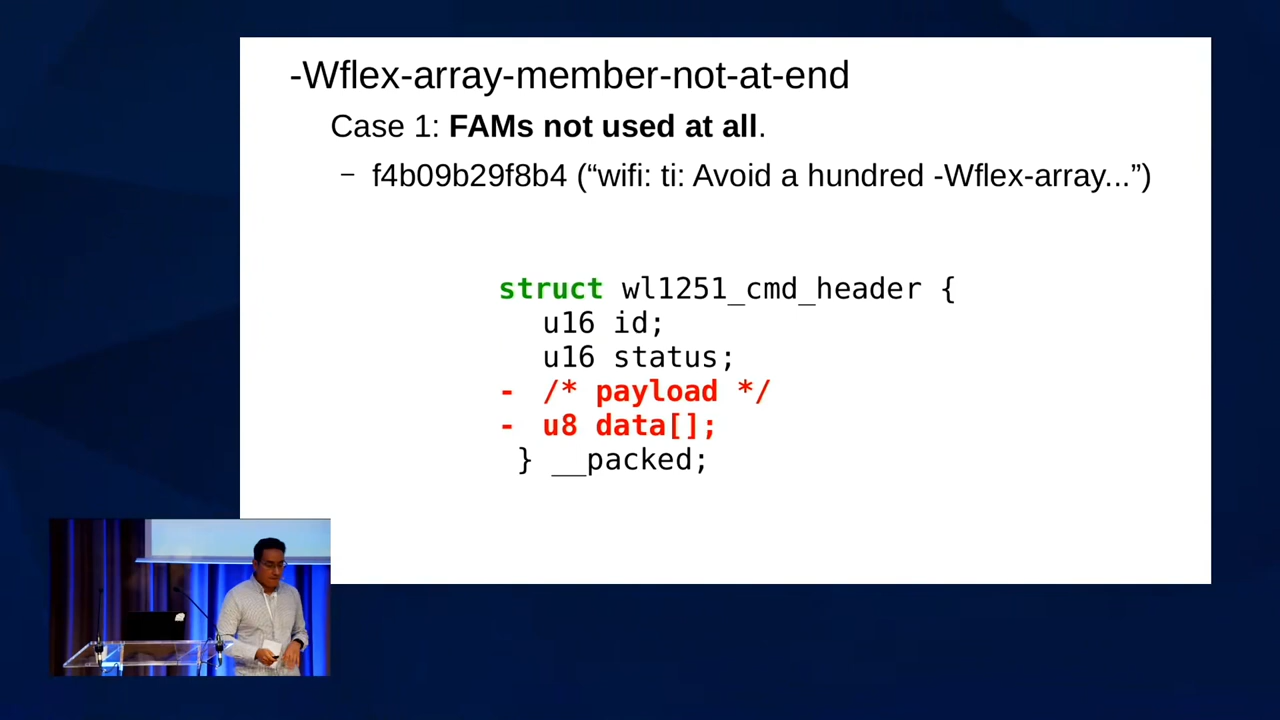 -Wflex-array-member-not-at-end
Case 1: FAMs not used at all.
– f4b09b29f8b4 (“wifi: ti: Avoid a hundred -Wflex-array...”)
struct wl1251_cmd_header {
u16 id;
u16 status;
- /* payload */
- u8 data[];
} __packed;